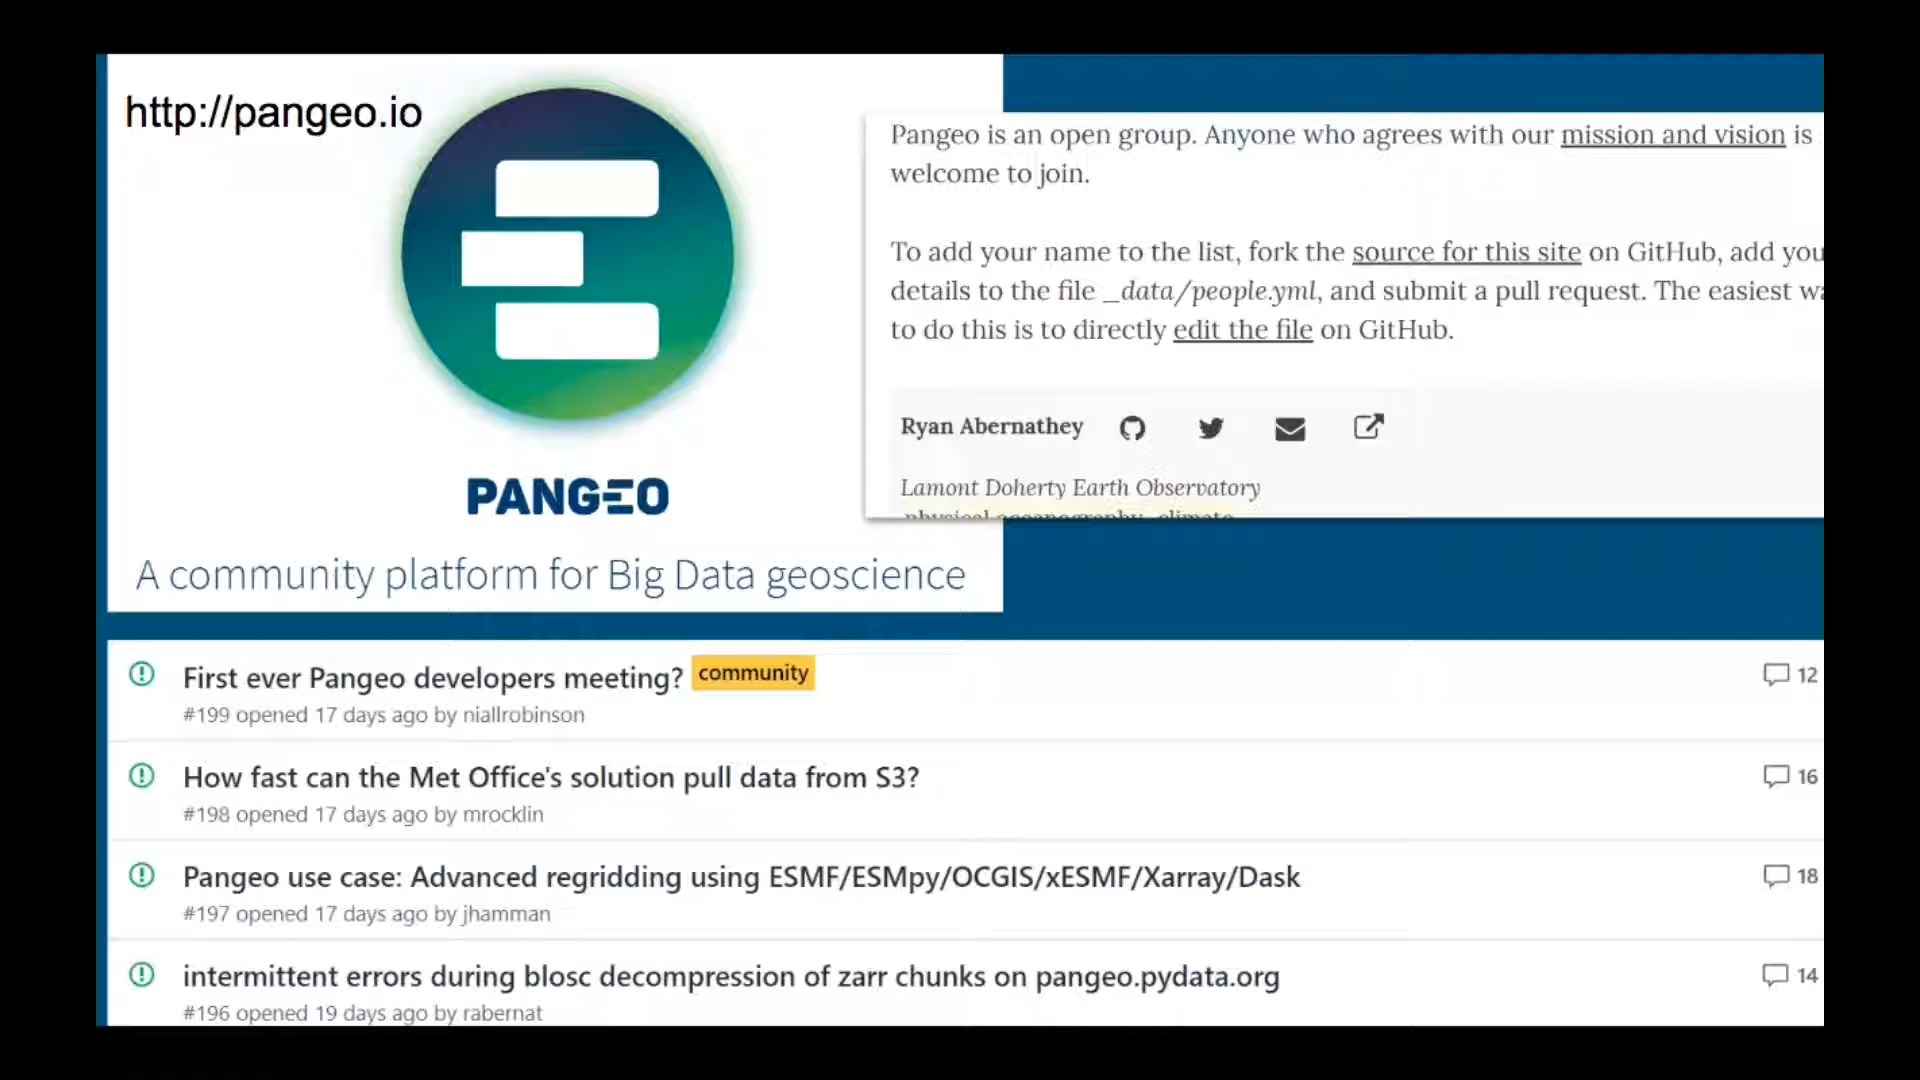 http://pangeo.io
PANGEO
A community platform for Big Data geoscience
Pangeo is an open group. Anyone who agrees with our mission and vision is
welcome to join.
To add your name to the list, fork the source for this site on GitHub, add you
details to the file _data/people.yml, and submit a pull request. The easiest wa
to do this is to directly edit the file on GitHub.
Ryan Abernathey
Lamont Doherty Earth Observatory
physical oceanography, climate
First ever Pangeo developers meeting? community 12
#199 opened 17 days ago by niallrobinson
How fast can the Met Office's solution pull data from S3? 16
#198 opened 17 days ago by mrocklin
Pangeo use case: Advanced regridding using ESMF/ESMpy/OCGIS/xESMF/Xarray/Dask 18
#197 opened 17 days ago by jhamman
intermittent errors during blosc decompression of zarr chunks on pangeo.pydata.org 14
#196 opened 19 days ago by rabernat